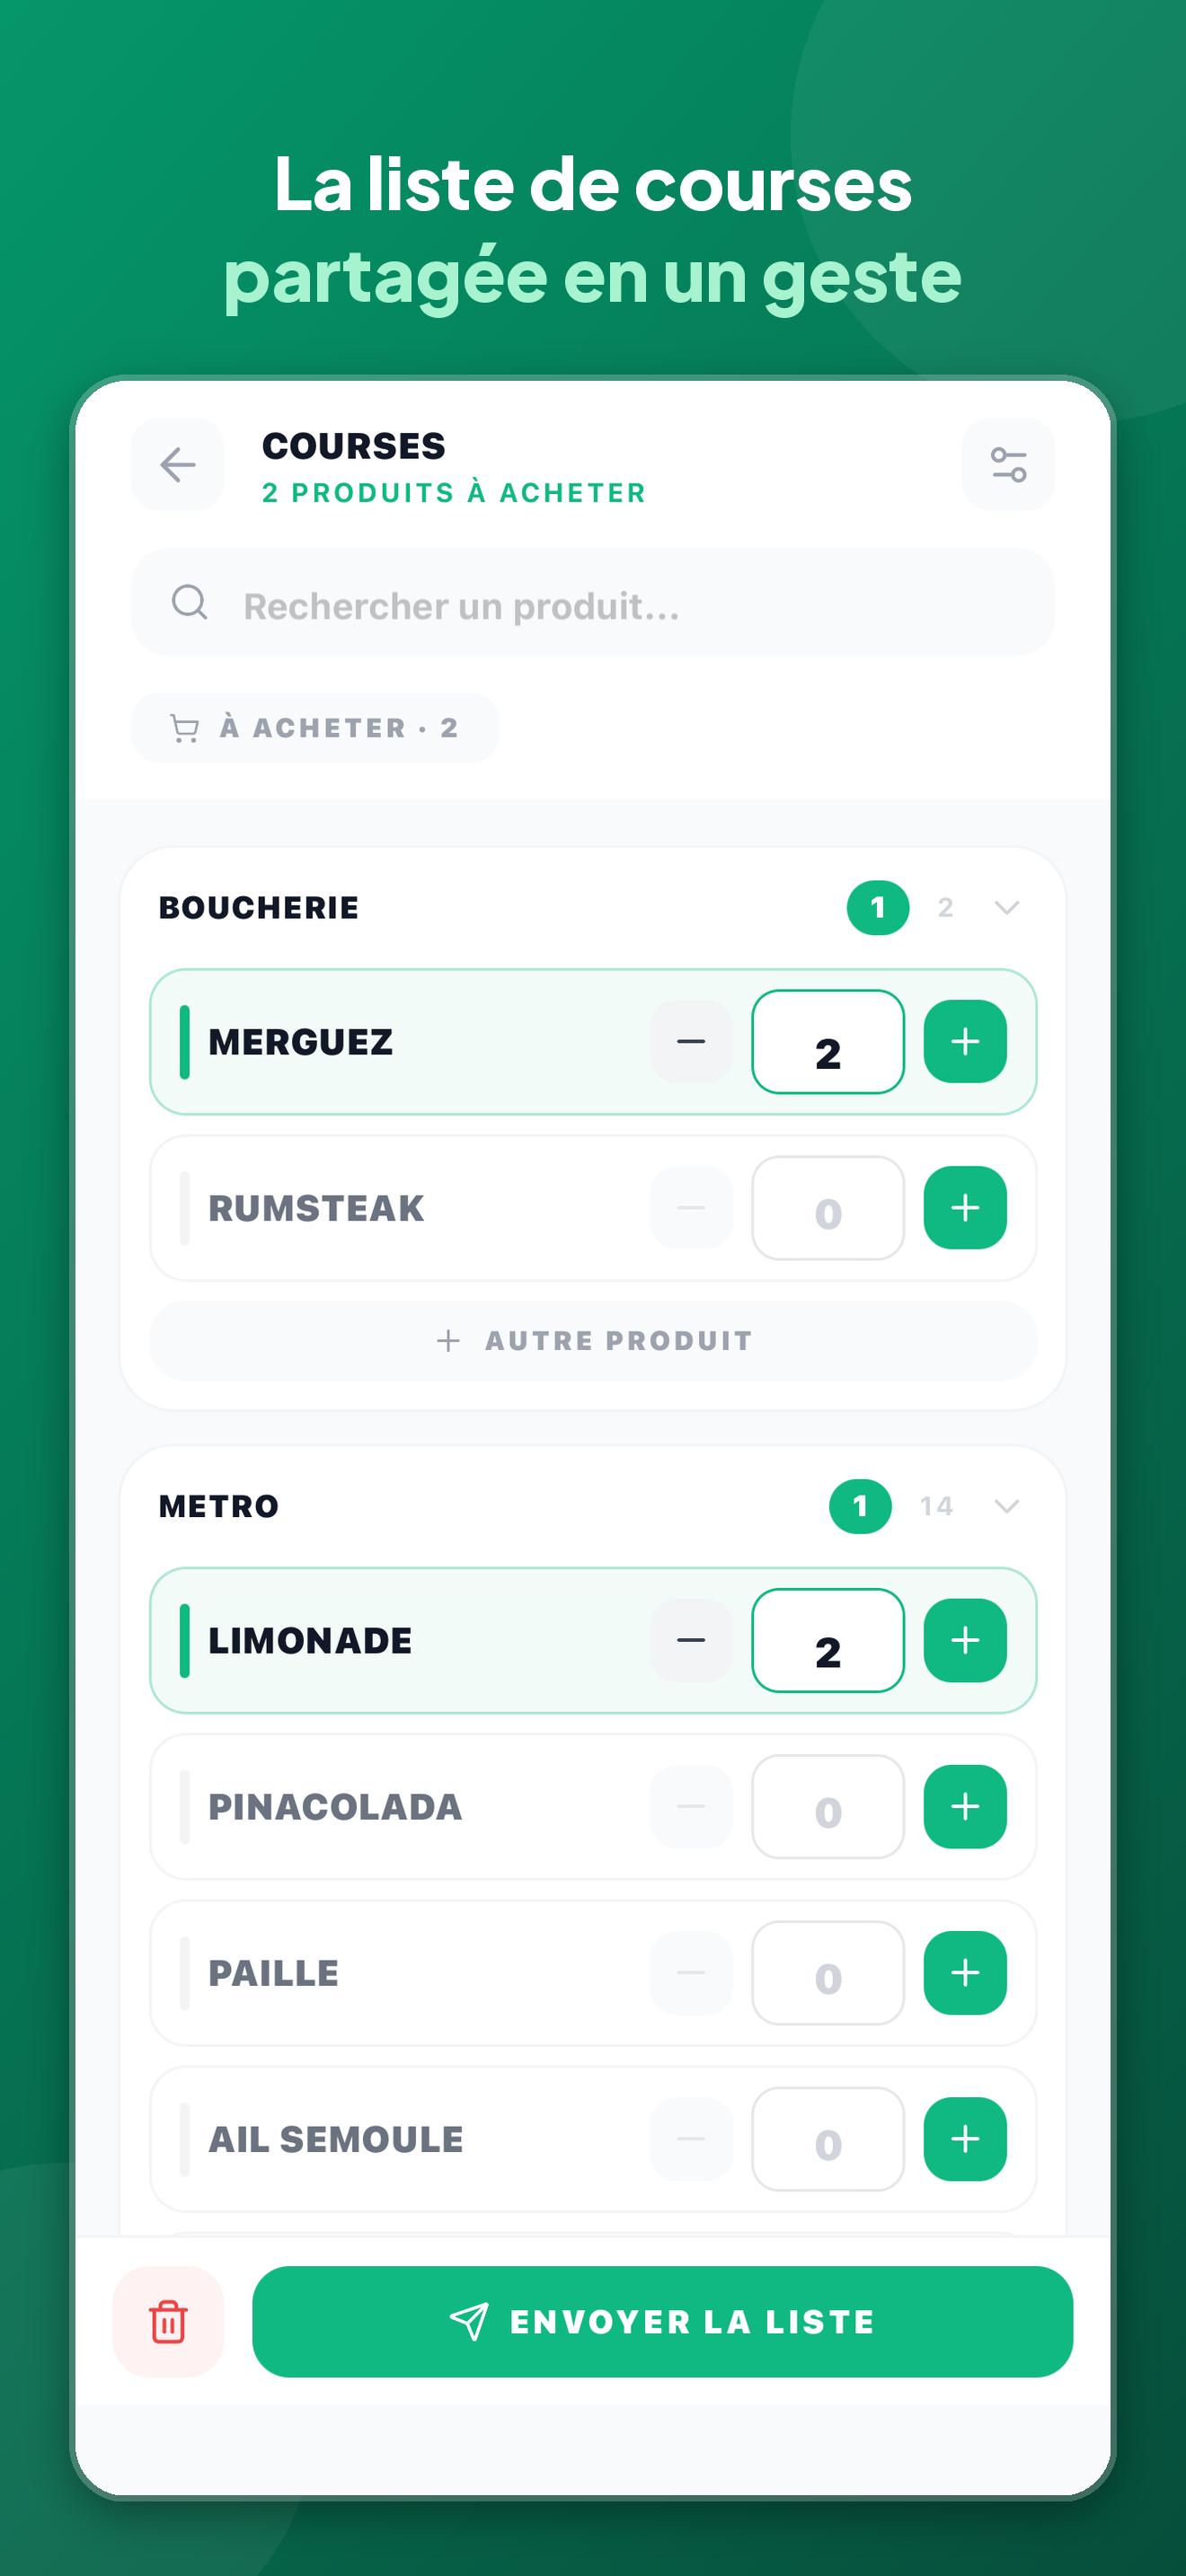 La liste de courses
partagée en un geste
COURSES
2 PRODUITS À ACHETER
Rechercher un produit...
À ACHETER · 2
BOUCHERIE 1 2
MERGUEZ 2
RUMSTEAK 0
AUTRE PRODUIT
METRO 1 14
LIMONADE 2
PINACOLADA 0
PAILLE 0
AIL SEMOULE 0
ENVOYER LA LISTE